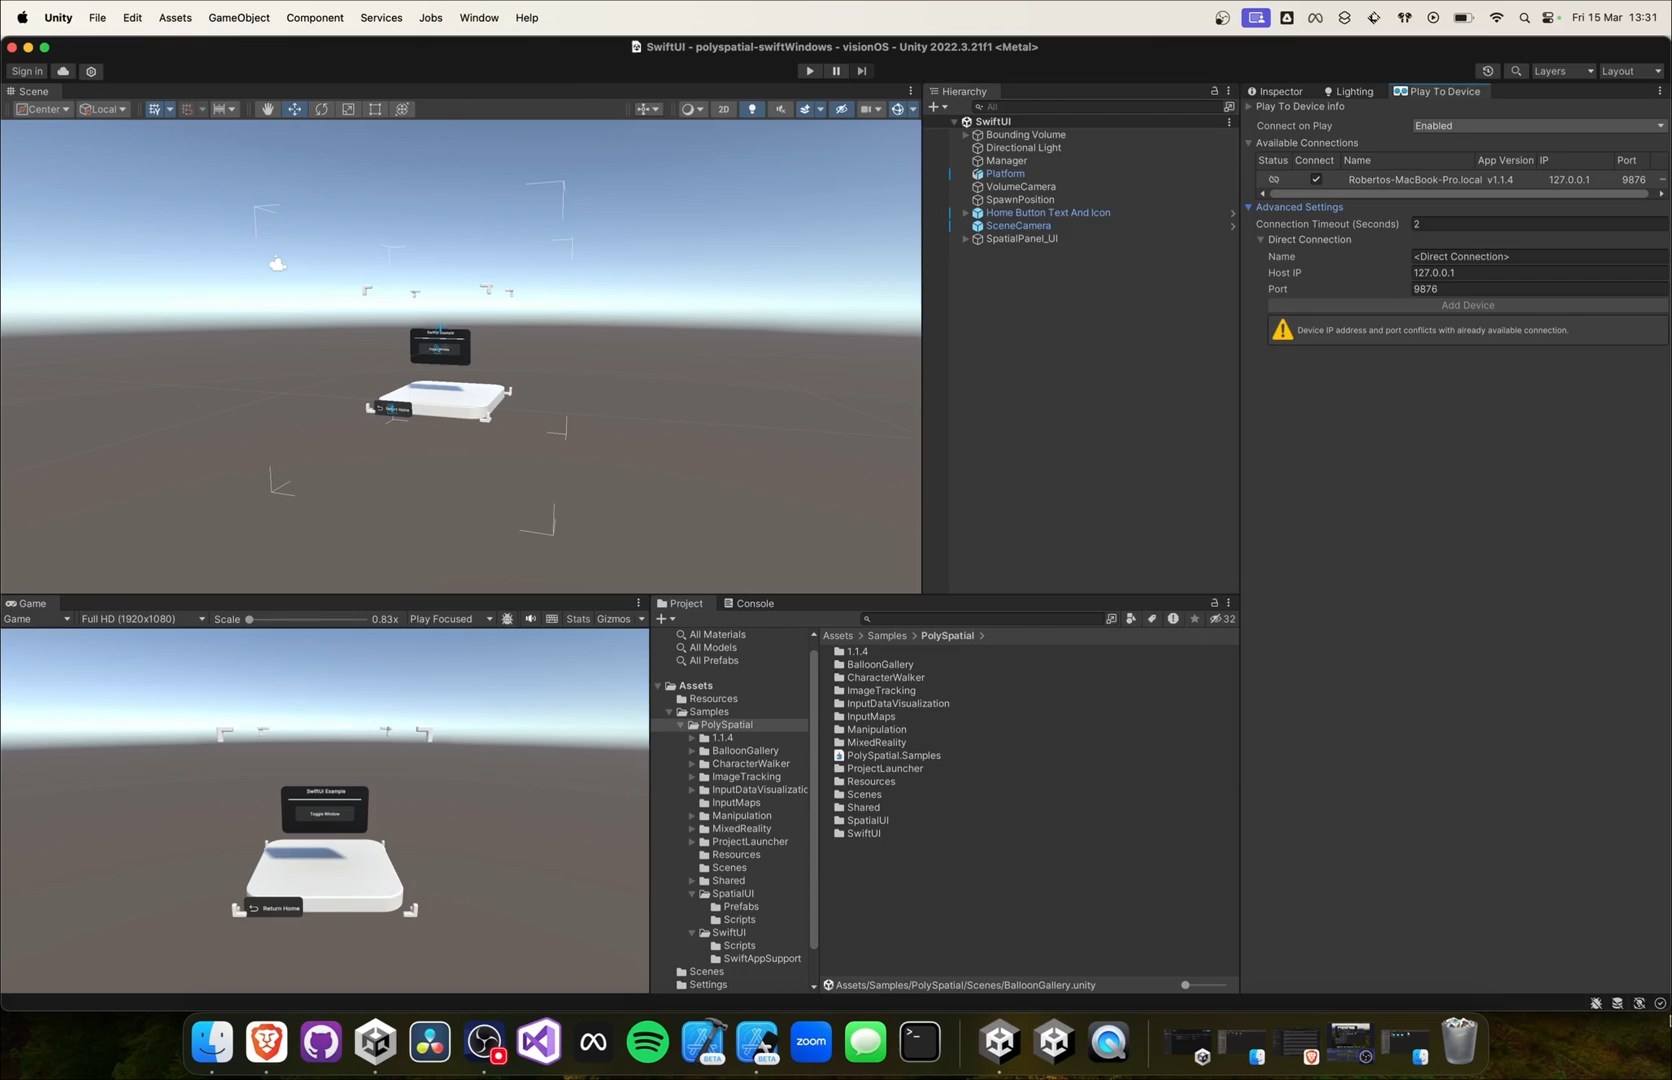 Unity File Edit Assets GameObject Component Services Jobs Window Help Fri 15 Mar 13:31
SwiftUI - polyspatial-swiftWindows - visionOS - Unity 2022.3.21f1 <Metal>
Sign in Layers Layout
Scene
Center Local 2D
Hierarchy
All
SwiftUI
Bounding Volume
Directional Light
Manager
Platform
VolumeCamera
SpawnPosition
Home Button Text And Icon
SceneCamera
SpatialPanel_UI
Inspector Lighting Play To Device
Play To Device info
Connect on Play Enabled
Available Connections
Status Connect Name App Version IP Port
Robertos-MacBook-Pro.local v1.1.4 127.0.0.1 9876
Advanced Settings
Connection Timeout (Seconds) 2
Direct Connection
Name <Direct Connection>
Host IP 127.0.0.1
Port 9876
Add Device
Device IP address and port conflicts with already available connection.
SwiftUI Example
Toggle Window
Return Home
Game
Game Full HD (1920x1080) Scale 0.83x Play Focused Stats Gizmos
SwiftUI Example
Toggle Window
Return Home
Project Console
32
All Materials
All Models
All Prefabs
Assets
Resources
Samples
PolySpatial
1.1.4
BalloonGallery
CharacterWalker
ImageTracking
InputDataVisualizatic
InputMaps
Manipulation
MixedReality
ProjectLauncher
Resources
Scenes
Shared
SpatialUI
Prefabs
Scripts
SwiftUI
Scripts
SwiftAppSupport
Scenes
Settings
Assets > Samples > PolySpatial >
1.1.4
BalloonGallery
CharacterWalker
ImageTracking
InputDataVisualization
InputMaps
Manipulation
MixedReality
PolySpatial.Samples
ProjectLauncher
Resources
Scenes
Shared
SpatialUI
SwiftUI
Assets/Samples/PolySpatial/Scenes/BalloonGallery.unity
BETA
BETA
zoom